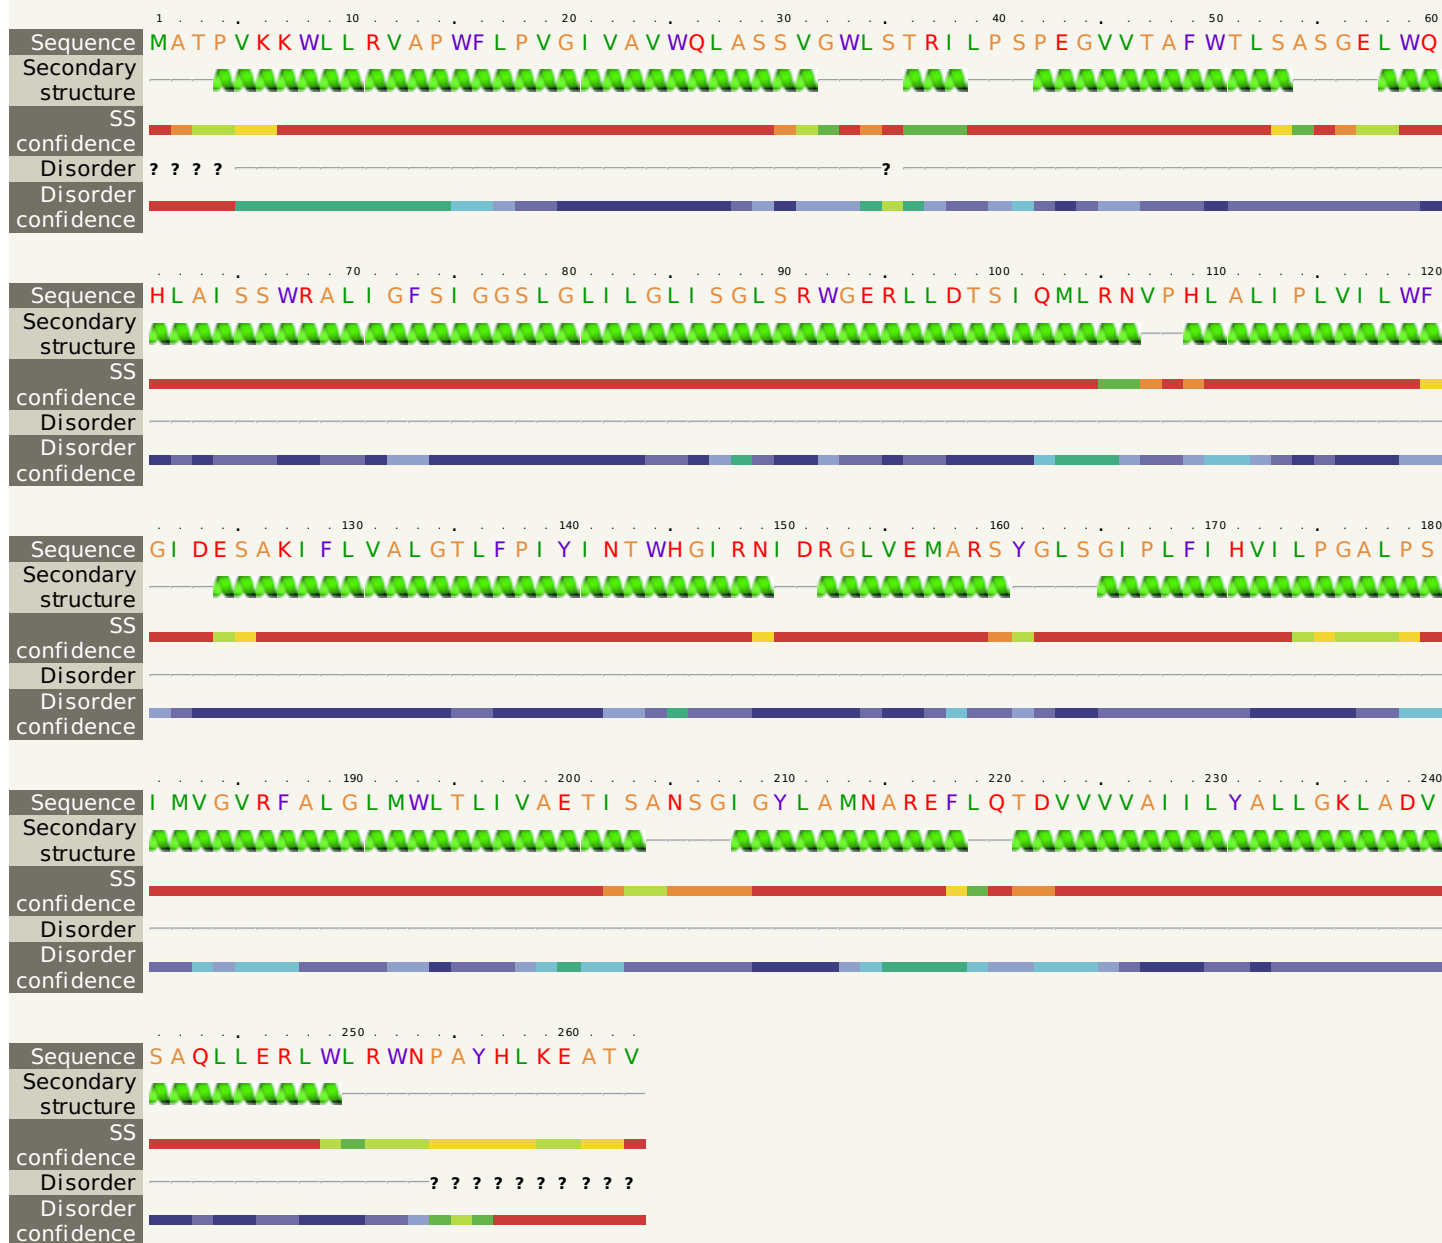 1 . . . . . . . 10 . . . . . . . . 20 . . . . . . . . 30 . . . . . . . . 40 . . . . . . . . 50 . . . . . . . . 60
Sequence MATPVKKWLLRVAPWFLPVGIVAVWQLASSVGWLSTRILPSPEGVVTAFWTLSASGELWQ
Secondary
structure
SS
confidence
Disorder ? ? ? ? ?
Disorder
confidence
. . . . . . . . 70 . . . . . . . . 80 . . . . . . . . 90 . . . . . . . . 100 . . . . . . . . 110 . . . . . . . . 120
Sequence HLAISSWRALIGFSIGGSLGLILGLISGLSRWGERLLDTSIQMLRNVPHLALIPLVILWF
Secondary
structure
SS
confidence
Disorder
Disorder
confidence
. . . . . . . . 130 . . . . . . . . 140 . . . . . . . . 150 . . . . . . . . 160 . . . . . . . . 170 . . . . . . . . 180
Sequence GIDESAKIFLVALGTLFPIYINTWHGIRNIDRGLVEMARSYGLSGIPLFIHVILPGALPS
Secondary
structure
SS
confidence
Disorder
Disorder
confidence
. . . . . . . . 190 . . . . . . . . 200 . . . . . . . . 210 . . . . . . . . 220 . . . . . . . . 230 . . . . . . . . 240
Sequence IMVGVRFALGLMWLTLIVAETISANSGIGYLAMNAREFLQTDVVVVAIILYALLGKLADV
Secondary
structure
SS
confidence
Disorder
Disorder
confidence
. . . . . . . . 250 . . . . . . . . 260 . . .
Sequence SAQLLERLWLRWNPAYHLKEATV
Secondary
structure
SS
confidence
Disorder ? ? ? ? ? ? ? ? ? ?
Disorder
confidence